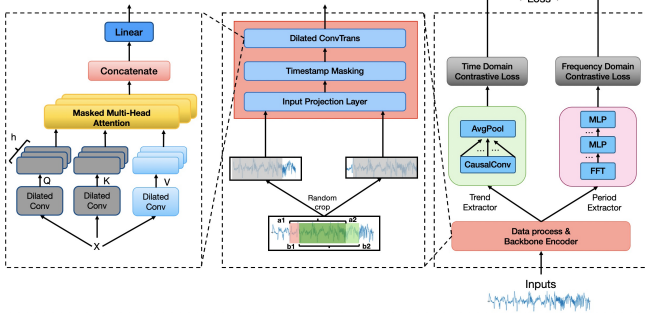 Linear
Concatenate
Masked Multi-Head
Attention
h
Q
K
V
Dilated
Conv
Dilated
Conv
Dilated
Conv
X
Dilated ConvTrans
Timestamp Masking
Input Projection Layer
Random
crop
a1
a2
b1
b2
Time Domain
Contrastive Loss
Frequency Domain
Contrastive Loss
AvgPool
... ...
CausalConv
MLP
...
MLP
...
FFT
Trend
Extractor
Period
Extractor
Data process &
Backbone Encoder
Inputs